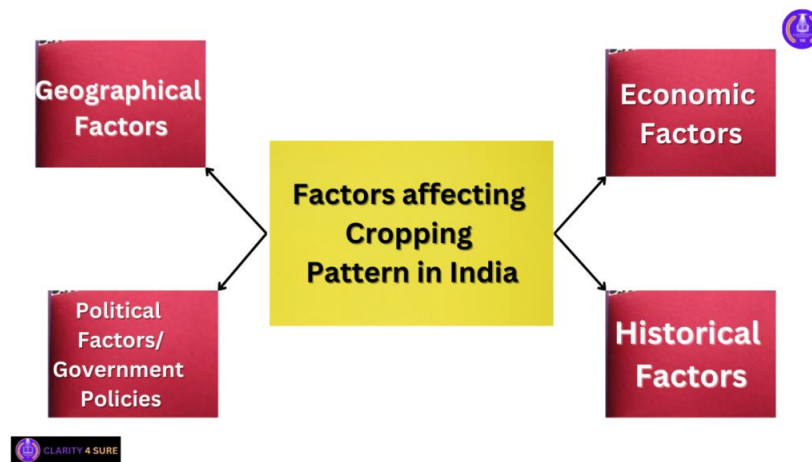 Geographical
Factors
Economic
Factors
Factors affecting
Cropping
Pattern in India
Political
Factors/
Government
Policies
Historical
Factors
CLARITY 4 SURE